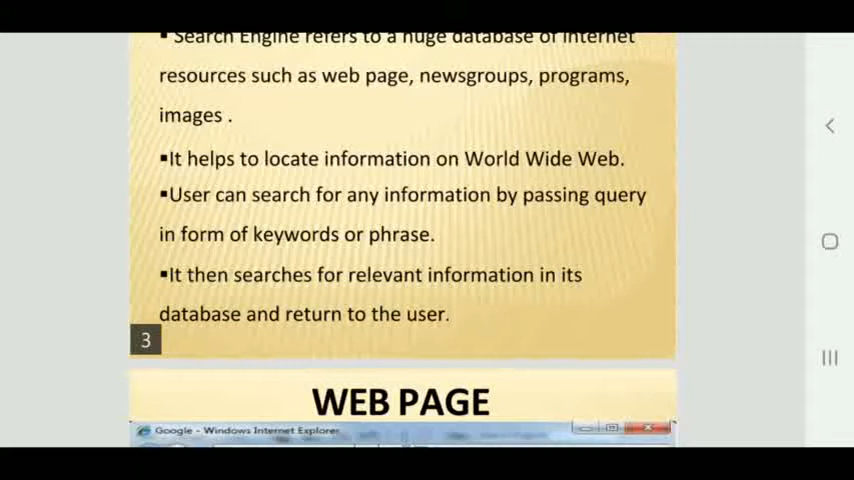 ▪ Search Engine refers to a huge database of internet
resources such as web page, newsgroups, programs,
images .
▪It helps to locate information on World Wide Web.
▪User can search for any information by passing query
in form of keywords or phrase.
▪It then searches for relevant information in its
database and return to the user.
3
WEB PAGE
Google - Windows Internet Explorer